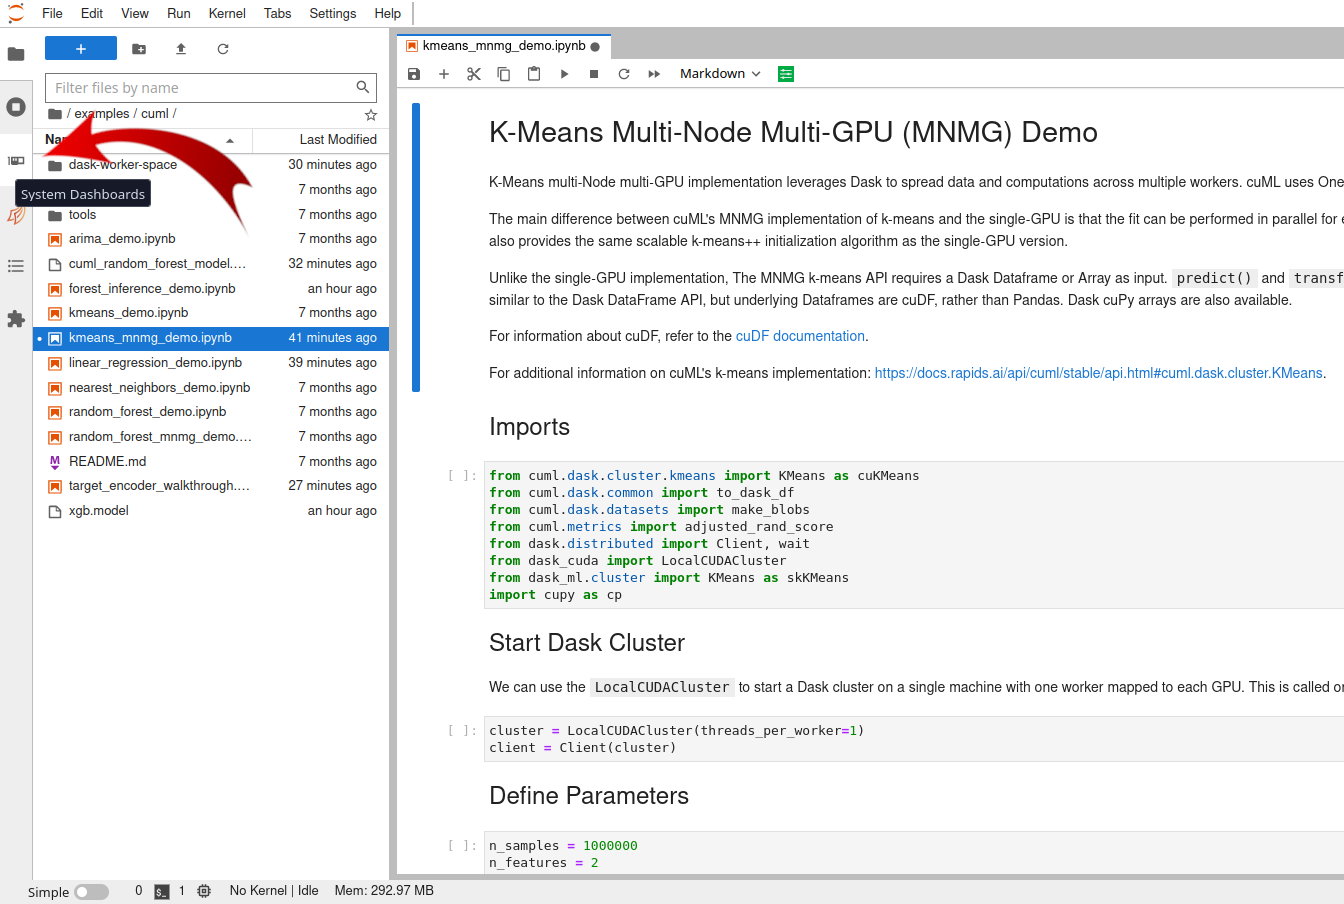 File Edit View Run Kernel Tabs Settings Help
+
Filter files by name
/ examples / cuml /
Last Modified
dask-worker-space 30 minutes ago
System Dashboards
7 months ago
tools 7 months ago
arima_demo.ipynb 7 months ago
cuml_random_forest_model.… 32 minutes ago
forest_inference_demo.ipynb an hour ago
kmeans_demo.ipynb 7 months ago
kmeans_mnmg_demo.ipynb 41 minutes ago
linear_regression_demo.ipynb 39 minutes ago
nearest_neighbors_demo.ipynb 7 months ago
random_forest_demo.ipynb 7 months ago
random_forest_mnmg_demo.… 7 months ago
README.md 7 months ago
target_encoder_walkthrough.… 27 minutes ago
xgb.model an hour ago
kmeans_mnmg_demo.ipynb
Markdown
K-Means Multi-Node Multi-GPU (MNMG) Demo
K-Means multi-Node multi-GPU implementation leverages Dask to spread data and computations across multiple workers. cuML uses One
The main difference between cuML's MNMG implementation of k-means and the single-GPU is that the fit can be performed in parallel for
also provides the same scalable k-means++ initialization algorithm as the single-GPU version.
Unlike the single-GPU implementation, The MNMG k-means API requires a Dask Dataframe or Array as input. predict() and transf
similar to the Dask DataFrame API, but underlying Dataframes are cuDF, rather than Pandas. Dask cuPy arrays are also available.
For information about cuDF, refer to the cuDF documentation.
For additional information on cuML's k-means implementation: https://docs.rapids.ai/api/cuml/stable/api.html#cuml.dask.cluster.KMeans.
Imports
[ ]: from cuml.dask.cluster.kmeans import KMeans as cuKMeans
from cuml.dask.common import to_dask_df
from cuml.dask.datasets import make_blobs
from cuml.metrics import adjusted_rand_score
from dask.distributed import Client, wait
from dask_cuda import LocalCUDACluster
from dask_ml.cluster import KMeans as skKMeans
import cupy as cp
Start Dask Cluster
We can use the LocalCUDACluster to start a Dask cluster on a single machine with one worker mapped to each GPU. This is called
[ ]: cluster = LocalCUDACluster(threads_per_worker=1)
client = Client(cluster)
Define Parameters
[ ]: n_samples = 1000000
n_features = 2
Simple 0 $_ 1 No Kernel | Idle Mem: 292.97 MB